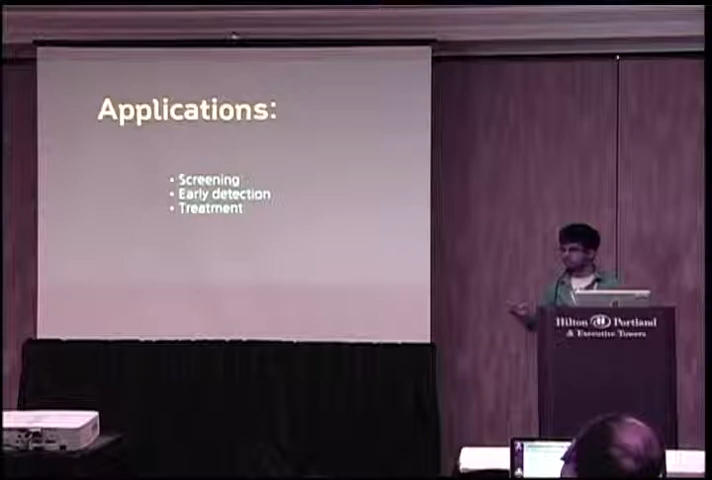 Applications:
• Screening
• Early detection
• Treatment
Hilton Portland
& Executive Towers